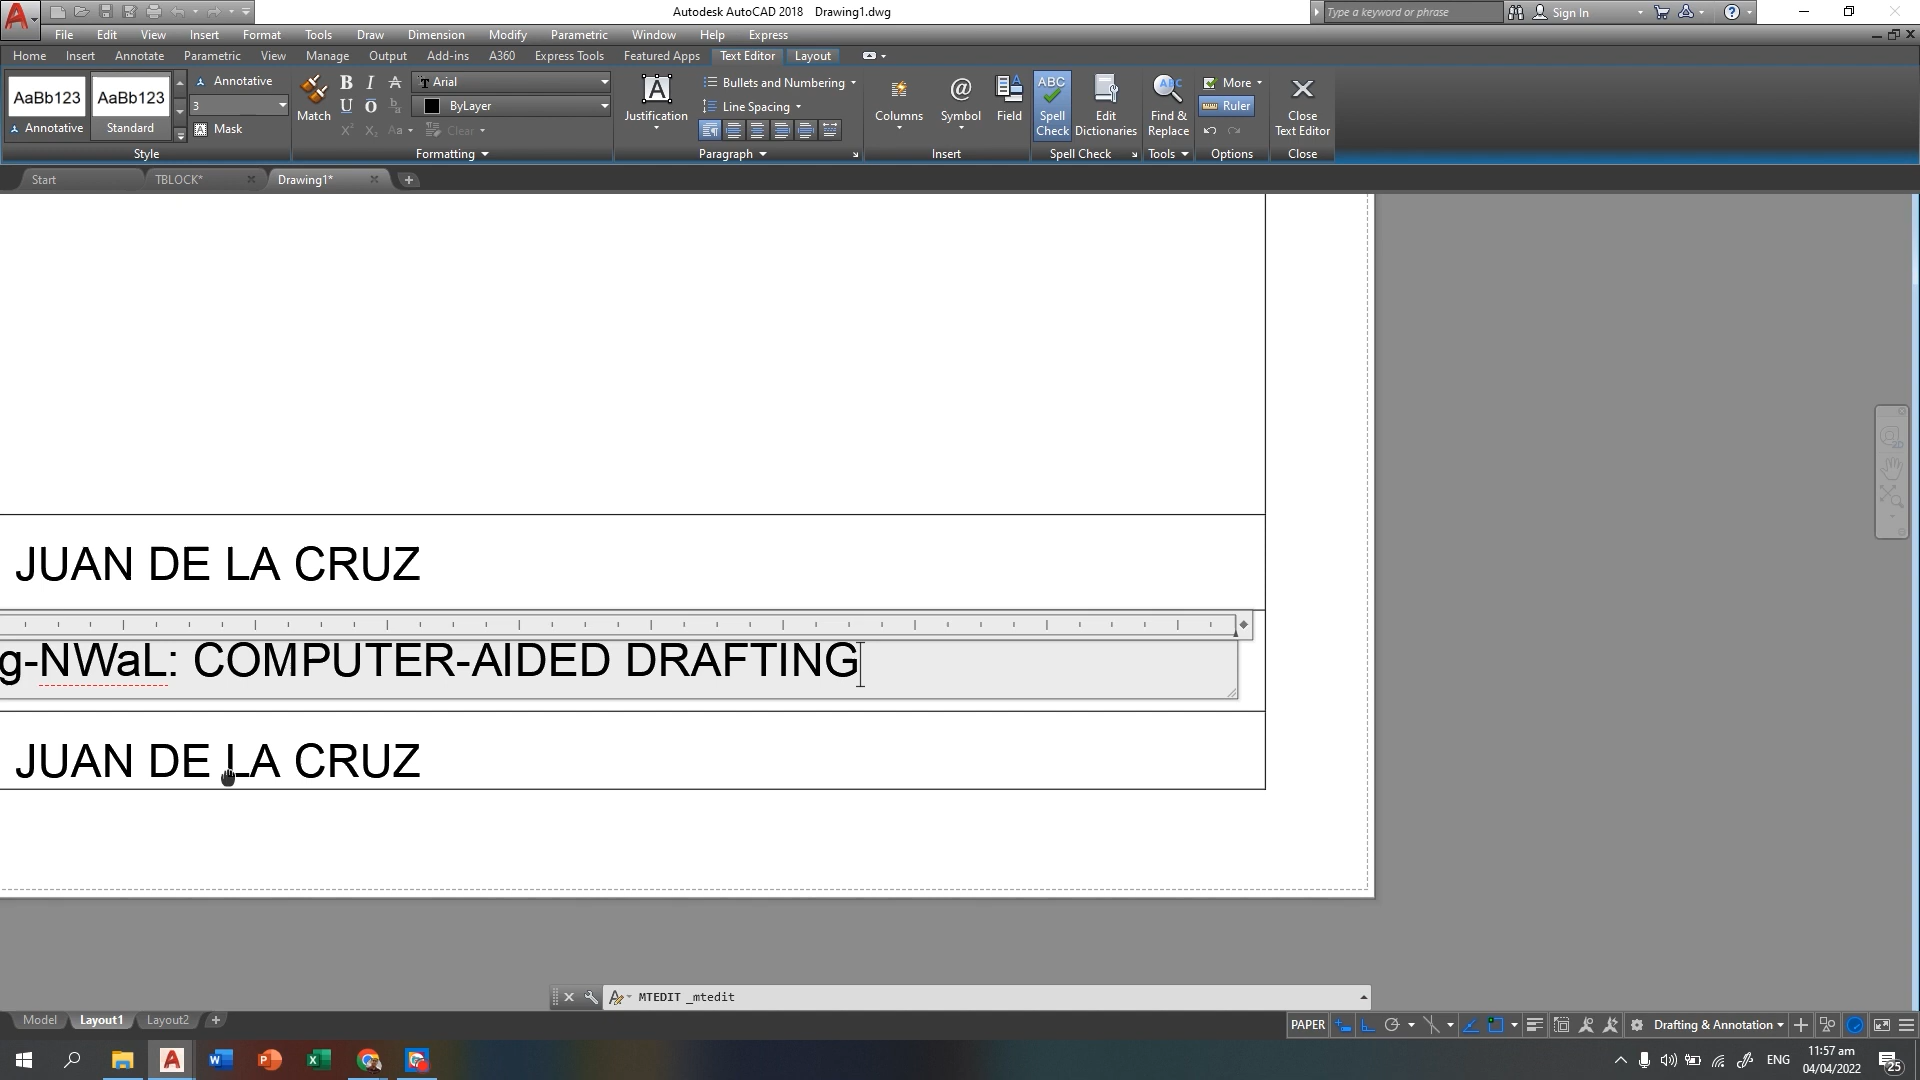 Autodesk AutoCAD 2018 Drawing1.dwg
Type a keyword or phrase
Sign In
File Edit View Insert Format Tools Draw Dimension Modify Parametric Window Help Express
Home Insert Annotate Parametric View Manage Output Add-ins A360 Express Tools Featured Apps Text Editor Layout
AaBb123 AaBb123
Annotative Standard
Annotative
3
Mask
Style
Match
Arial
ByLayer
Clear
Formatting
Justification
Bullets and Numbering
Line Spacing
Paragraph
Columns
Symbol
Field
Insert
ABC
Spell Check
Edit Dictionaries
Spell Check
ABC
Find & Replace
Tools
More
Ruler
Options
Close Text Editor
Close
Start TBLOCK* Drawing1*
JUAN DE LA CRUZ
g-NWaL: COMPUTER-AIDED DRAFTING
JUAN DE LA CRUZ
MTEDIT _mtedit
Model Layout1 Layout2
PAPER
Drafting & Annotation
ENG
11:57 am
04/04/2022
25